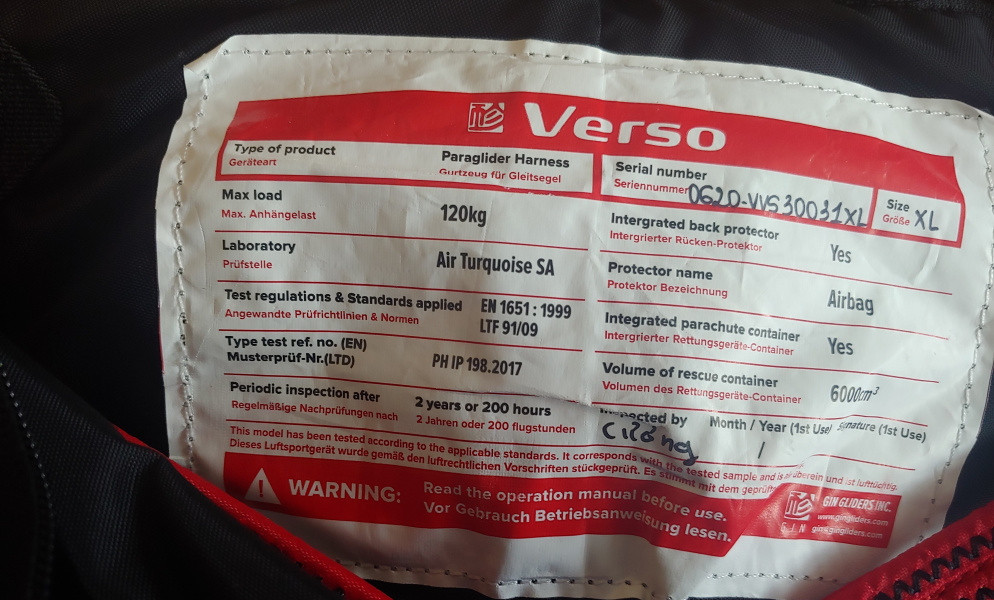 Verso
Type of product Paraglider Harness
Geräteart Gurtzeug für Gleitsegel
Serial number
Seriennummer 0620-VVS30031XL
Size XL
Größe
Max load 120kg
Max. Anhängelast
Laboratory Air Turquoise SA
Prüfstelle
Test regulations & Standards applied EN 1651 : 1999
Angewandte Prüfrichtlinien & Normen LTF 91/09
Type test ref. no. (EN)
Musterprüf-Nr.(LTD) PH IP 198.2017
Periodic inspection after 2 years or 200 hours
Regelmäßige Nachprüfungen nach 2 Jahren oder 200 flugstunden
Intergrated back protector Yes
Intergrierter Rücken-Protektor
Protector name Airbag
Protektor Bezeichnung
Integrated parachute container Yes
Intergrierter Rettungsgeräte-Container
Volume of rescue container 6000cm³
Volumen des Rettungsgeräte-Container
by Month / Year (1st Use) (1st Use)
/
This model has been tested according to the applicable standards. It corresponds with the tested sample and is
Dieses Luftsportgerät wurde gemäß den luftrechtlichen Vorschriften stückgeprüft. Es stimmt mit dem überein und ist lufttüchtig.
WARNING: Read the operation manual before use.
Vor Gebrauch Betriebsanweisung lesen.
GIN GLIDERS INC.
www.gingliders.com
GIN gingliders.com